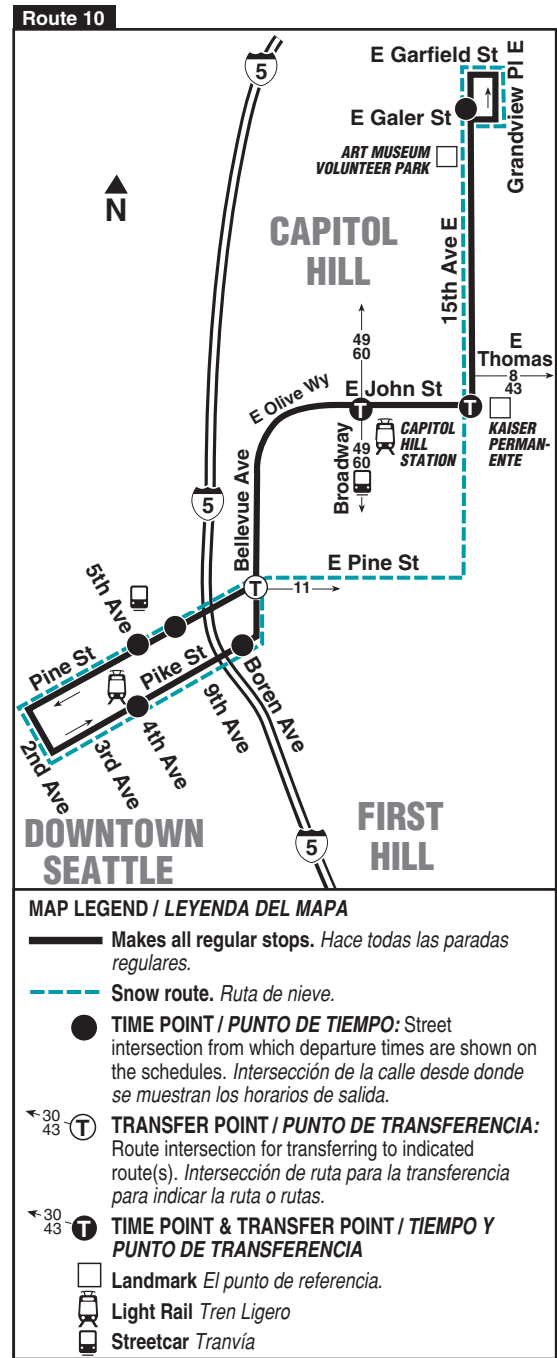 Route 10
5
E Garfield St
Grandview Pl E
E Galer St
ART MUSEUM
VOLUNTEER PARK
N
CAPITOL
HILL
15th Ave E
49
60
E
Thomas
8
43
E Olive Wy
E John St
T
T
CAPITOL
HILL
STATION
KAISER
PERMAN-
ENTE
Broadway
49
60
5
Bellevue Ave
E Pine St
T
11
5th Ave
Pine St
Pike St
Boren Ave
9th Ave
4th Ave
3rd Ave
2nd Ave
DOWNTOWN
SEATTLE
FIRST
HILL
5
MAP LEGEND / LEYENDA DEL MAPA
Makes all regular stops. Hace todas las paradas
regulares.
Snow route. Ruta de nieve.
TIME POINT / PUNTO DE TIEMPO: Street
intersection from which departure times are shown on
the schedules. Intersección de la calle desde donde
se muestran los horarios de salida.
30
43
T
TRANSFER POINT / PUNTO DE TRANSFERENCIA:
Route intersection for transferring to indicated
route(s). Intersección de ruta para la transferencia
para indicar la ruta o rutas.
30
43
T
TIME POINT & TRANSFER POINT / TIEMPO Y
PUNTO DE TRANSFERENCIA
Landmark El punto de referencia.
Light Rail Tren Ligero
Streetcar Tranvía